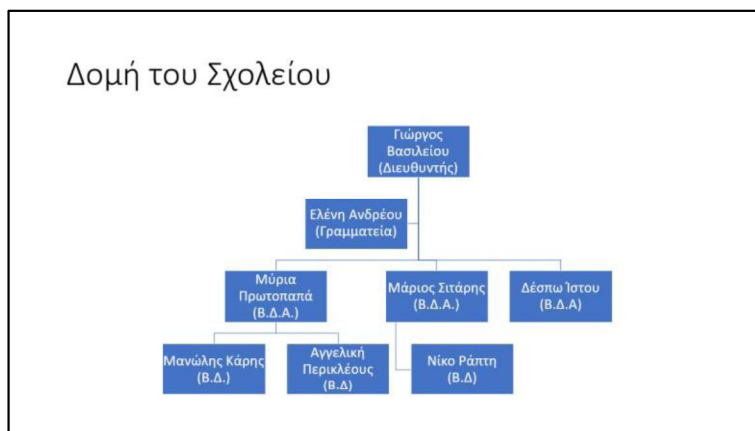 Δομή του Σχολείου
Γιώργος
Βασιλείου
(Διευθυντής)
Ελένη Ανδρέου
(Γραμματεία)
Μύρια
Πρωτοπαπά
(Β.Δ.Α.)
Μάριος Σιτάρης
(Β.Δ.Α.)
Δέσπω Ίστου
(Β.Δ.Α)
Μανώλης Κάρης
(Β.Δ.)
Αγγελική
Περικλέους
(Β.Δ)
Νίκο Ράπτη
(Β.Δ)